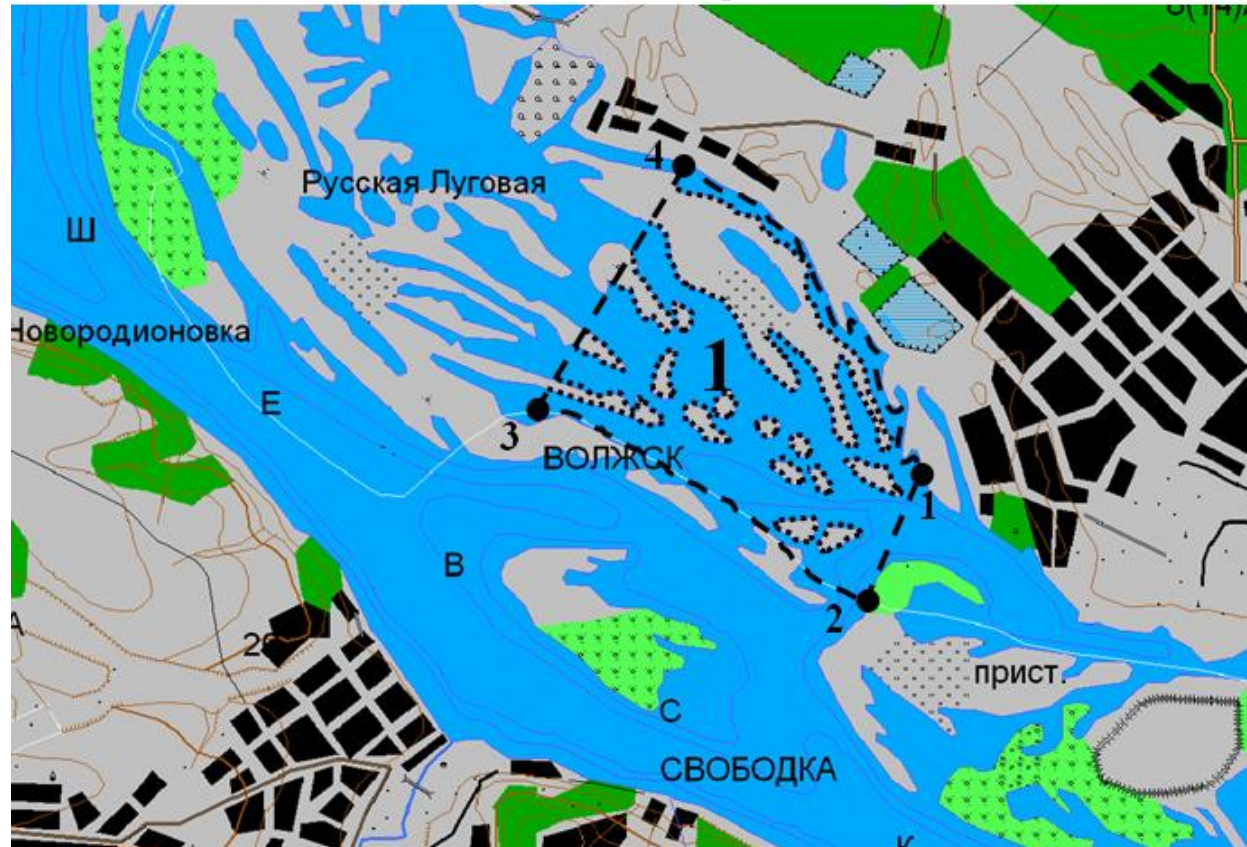 4
Русская Луговая
Ш
Новородионовка
1
Е
3
ВОЛЖСК
1
В
2
прист.
С
СВОБОДКА